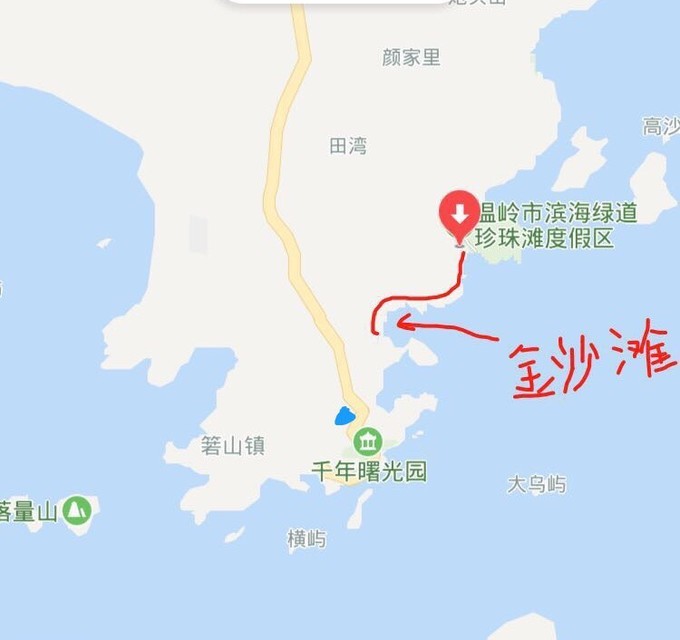 颜家里
田湾
高沙
温岭市滨海绿道
珍珠滩度假区
金沙滩
箬山镇
千年曙光园
大乌屿
落量山
横屿